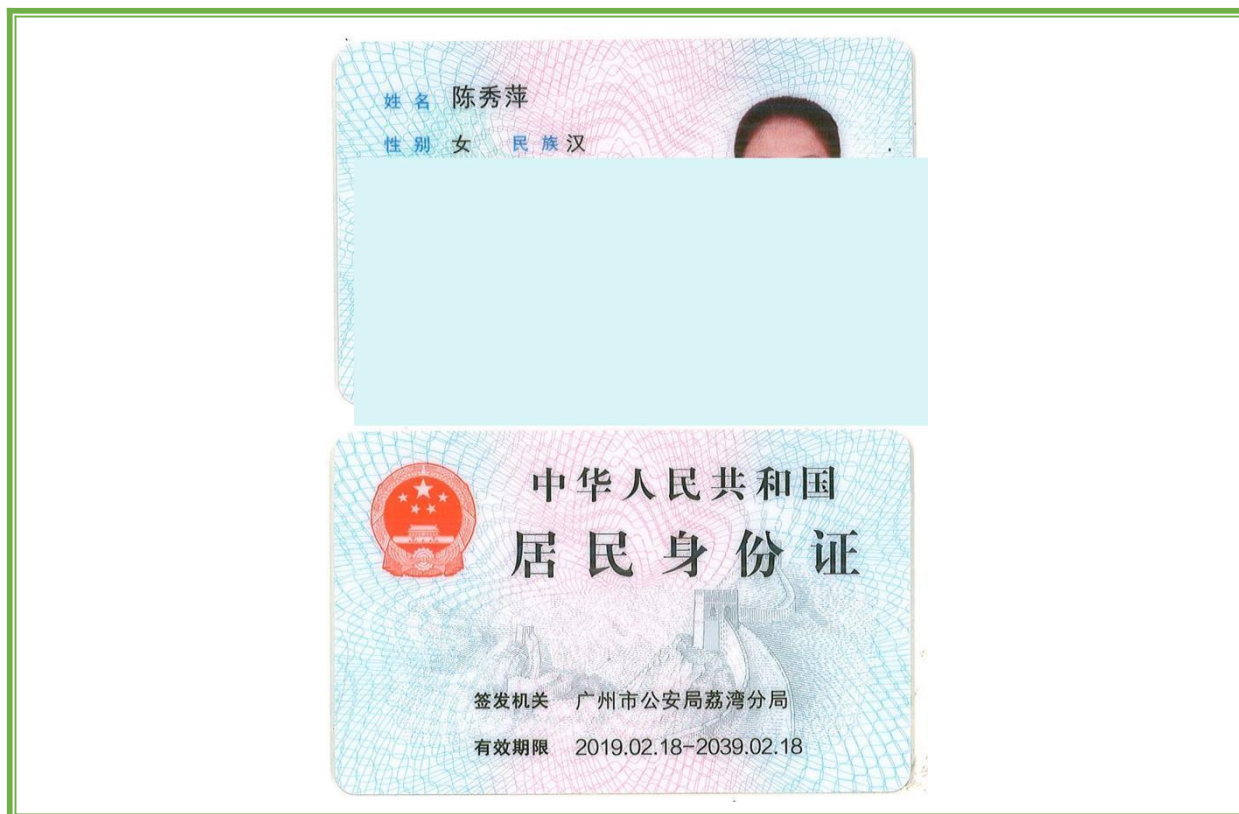 姓名 陈秀萍
性别 女 民族 汉
中华人民共和国
居民身份证
签发机关 广州市公安局荔湾分局
有效期限 2019.02.18-2039.02.18